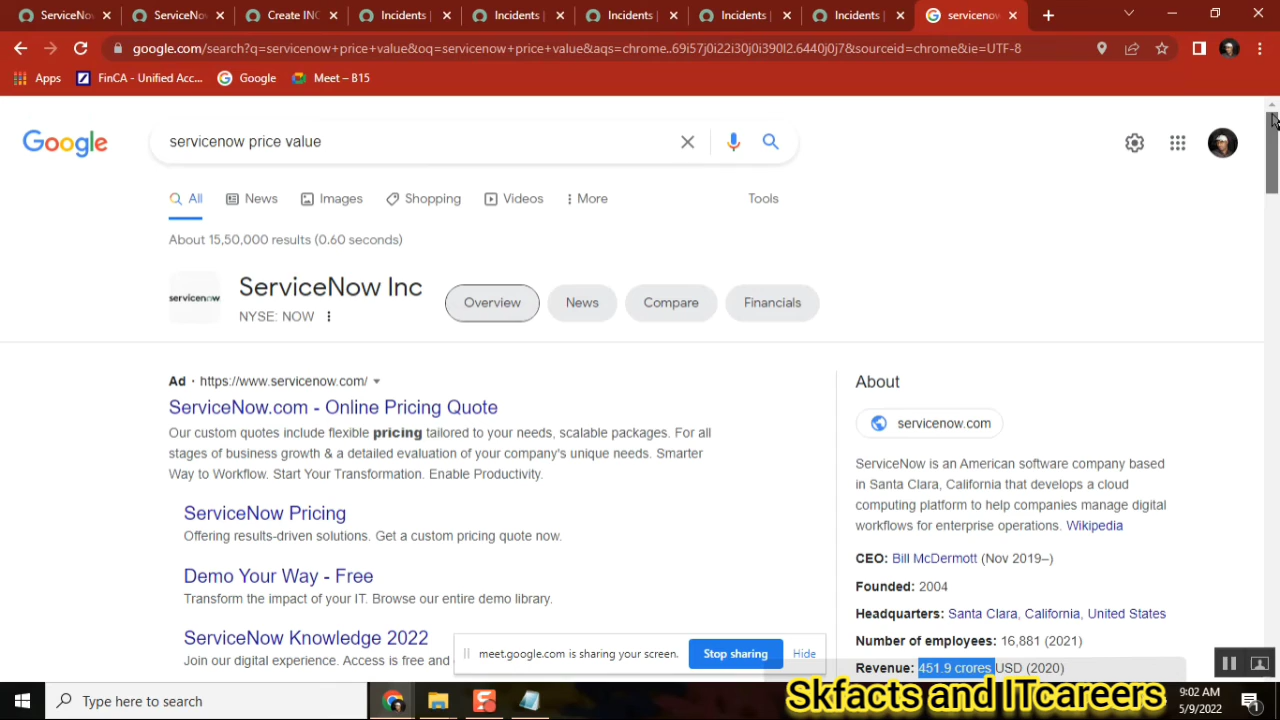 ServiceNo
ServiceNov
Create INC
Incidents |
Incidents |
Incidents |
Incidents |
Incidents |
servicenow
google.com/search?q=servicenow+price+value&oq=servicenow+price+value&aqs=chrome..69i57j0i22i30j0i390l2.6440j0j7&sourceid=chrome&ie=UTF-8
Apps
FinCA - Unified Acc...
Google
Meet – B15
Google
servicenow price value
All
News
Images
Shopping
Videos
More
Tools
About 15,50,000 results (0.60 seconds)
servicenow
ServiceNow Inc
NYSE: NOW
Overview
News
Compare
Financials
Ad · https://www.servicenow.com/
ServiceNow.com - Online Pricing Quote
Our custom quotes include flexible pricing tailored to your needs, scalable packages. For all
stages of business growth & a detailed evaluation of your company's unique needs. Smarter
Way to Workflow. Start Your Transformation. Enable Productivity.
ServiceNow Pricing
Offering results-driven solutions. Get a custom pricing quote now.
Demo Your Way - Free
Transform the impact of your IT. Browse our entire demo library.
ServiceNow Knowledge 2022
Join our digital experience. Access is free and
About
servicenow.com
ServiceNow is an American software company based
in Santa Clara, California that develops a cloud
computing platform to help companies manage digital
workflows for enterprise operations. Wikipedia
CEO: Bill McDermott (Nov 2019–)
Founded: 2004
Headquarters: Santa Clara, California, United States
Number of employees: 16,881 (2021)
Revenue: 451.9 crores USD (2020)
meet.google.com is sharing your screen.
Stop sharing
Hide
Skfacts and ITcareers
Type here to search
9:02 AM
5/9/2022
1